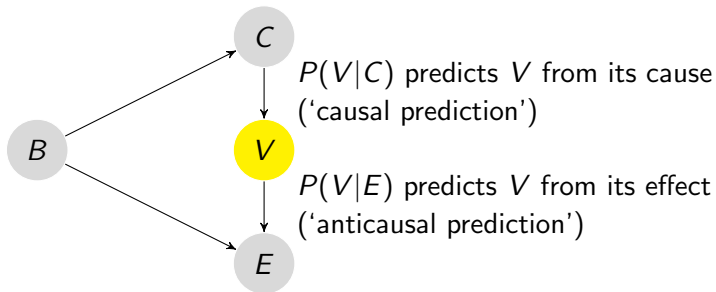 C
P(V|C) predicts V from its cause
(‘causal prediction’)
B
V
P(V|E) predicts V from its effect
(‘anticausal prediction’)
E